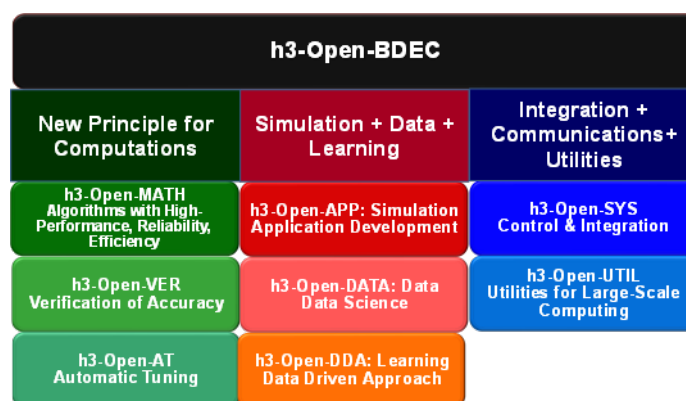 h3-Open-BDEC
New Principle for
Computations
Simulation + Data +
Learning
Integration +
Communications+
Utilities
h3-Open-MATH
Algorithms with High-
Performance, Reliability,
Efficiency
h3-Open-APP: Simulation
Application Development
h3-Open-SYS
Control & Integration
h3-Open-VER
Verification of Accuracy
h3-Open-DATA: Data
Data Science
h3-Open-UTIL
Utilities for Large-Scale
Computing
h3-Open-AT
Automatic Tuning
h3-Open-DDA: Learning
Data Driven Approach